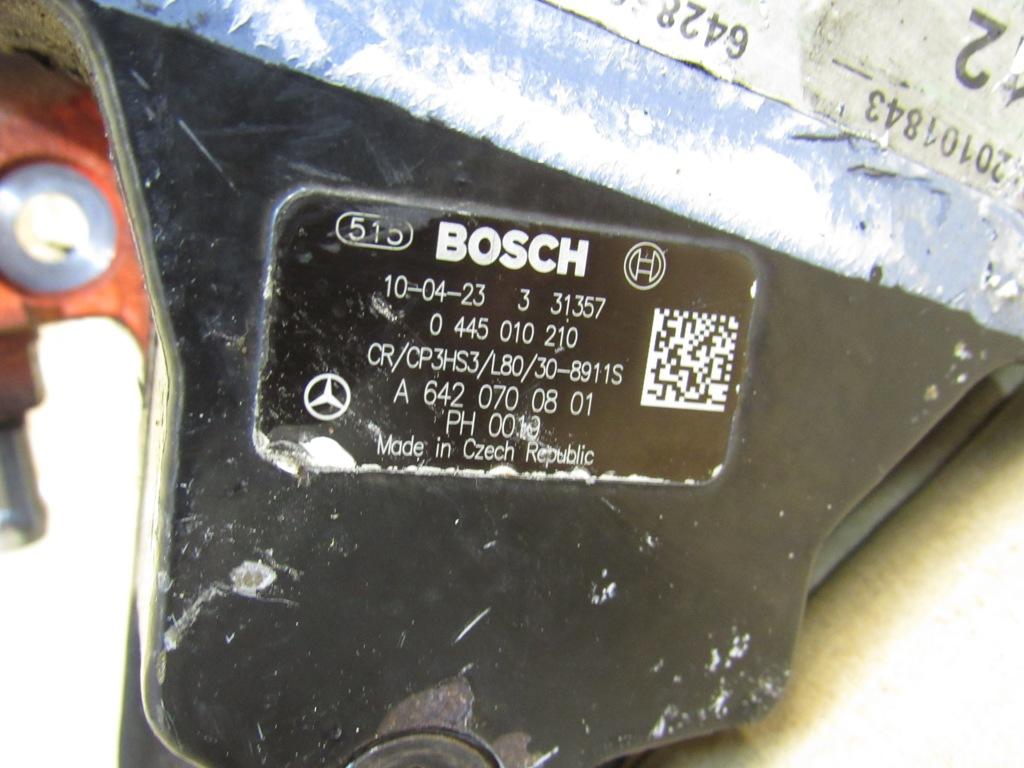 6428
20101843
2
515 BOSCH
10-04-23 3 31357
0 445 010 210
CR/CP3HS3/L80/30-8911S
A 642 070 08 01
PH 0019
Made in Czech Republic